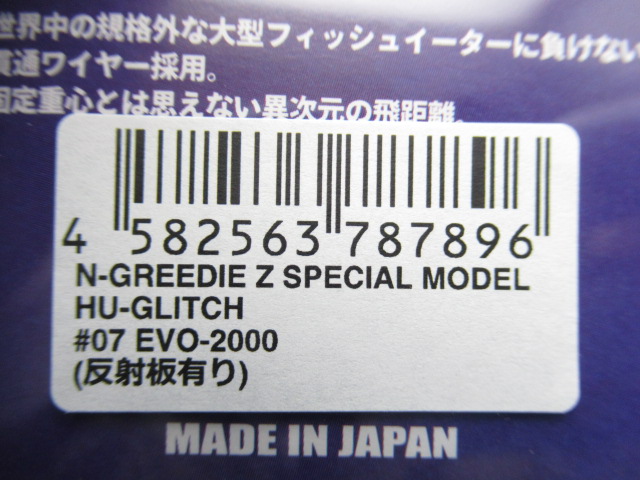 世界中の規格外な大型フィッシュイーターに負けない
貫通ワイヤー採用。
固定重心とは思えない異次元の飛距離。
4 582563 787896
N-GREEDIE Z SPECIAL MODEL
HU-GLITCH
#07 EVO-2000
(反射板有り)
MADE IN JAPAN